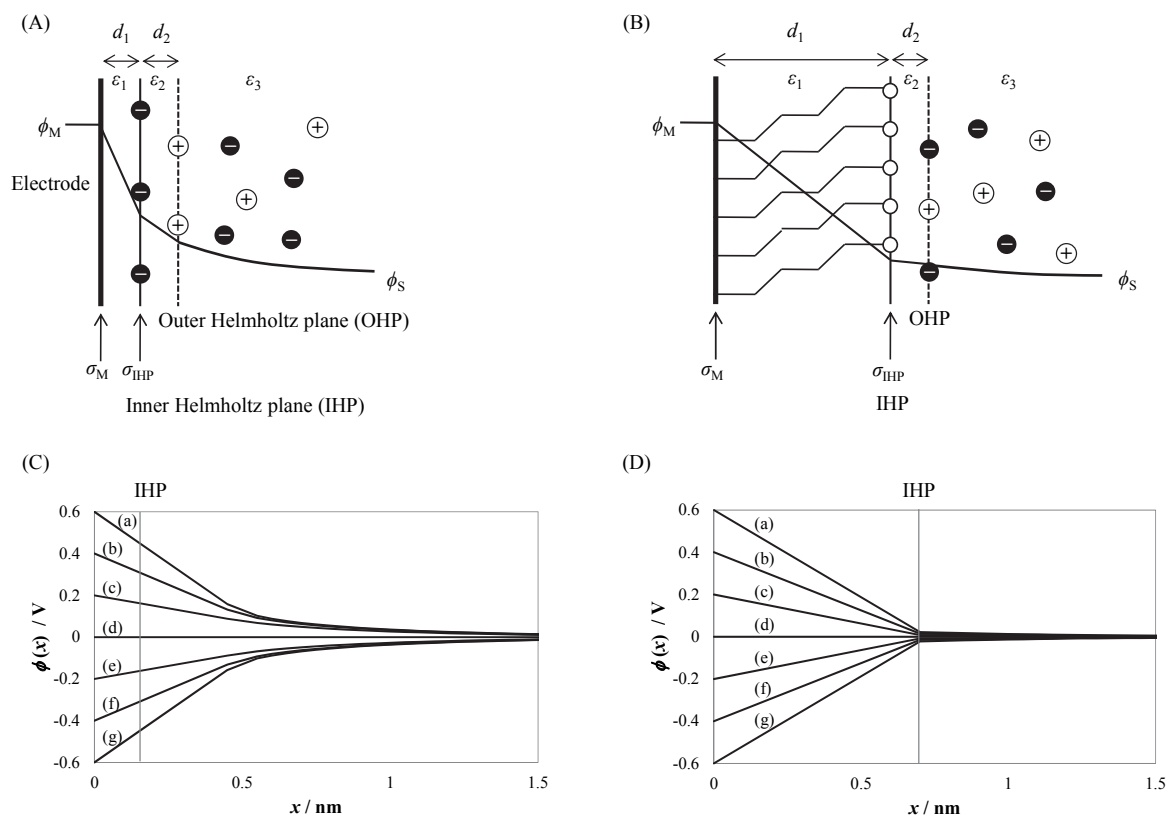 (A)
d₁ d₂
ε₁ ε₂ ε₃
ϕM
Electrode
ϕS
Outer Helmholtz plane (OHP)
σM σIHP
Inner Helmholtz plane (IHP)
(B)
d₁ d₂
ε₁ ε₂ ε₃
ϕM
ϕS
OHP
σM σIHP
IHP
(C)
IHP
0.6
0.4
0.2
0
-0.2
-0.4
-0.6
ϕ(x) / V
(a)
(b)
(c)
(d)
(e)
(f)
(g)
0 0.5 1 1.5
x / nm
(D)
IHP
0.6
0.4
0.2
0
-0.2
-0.4
-0.6
ϕ(x) / V
(a)
(b)
(c)
(d)
(e)
(f)
(g)
0 0.5 1 1.5
x / nm